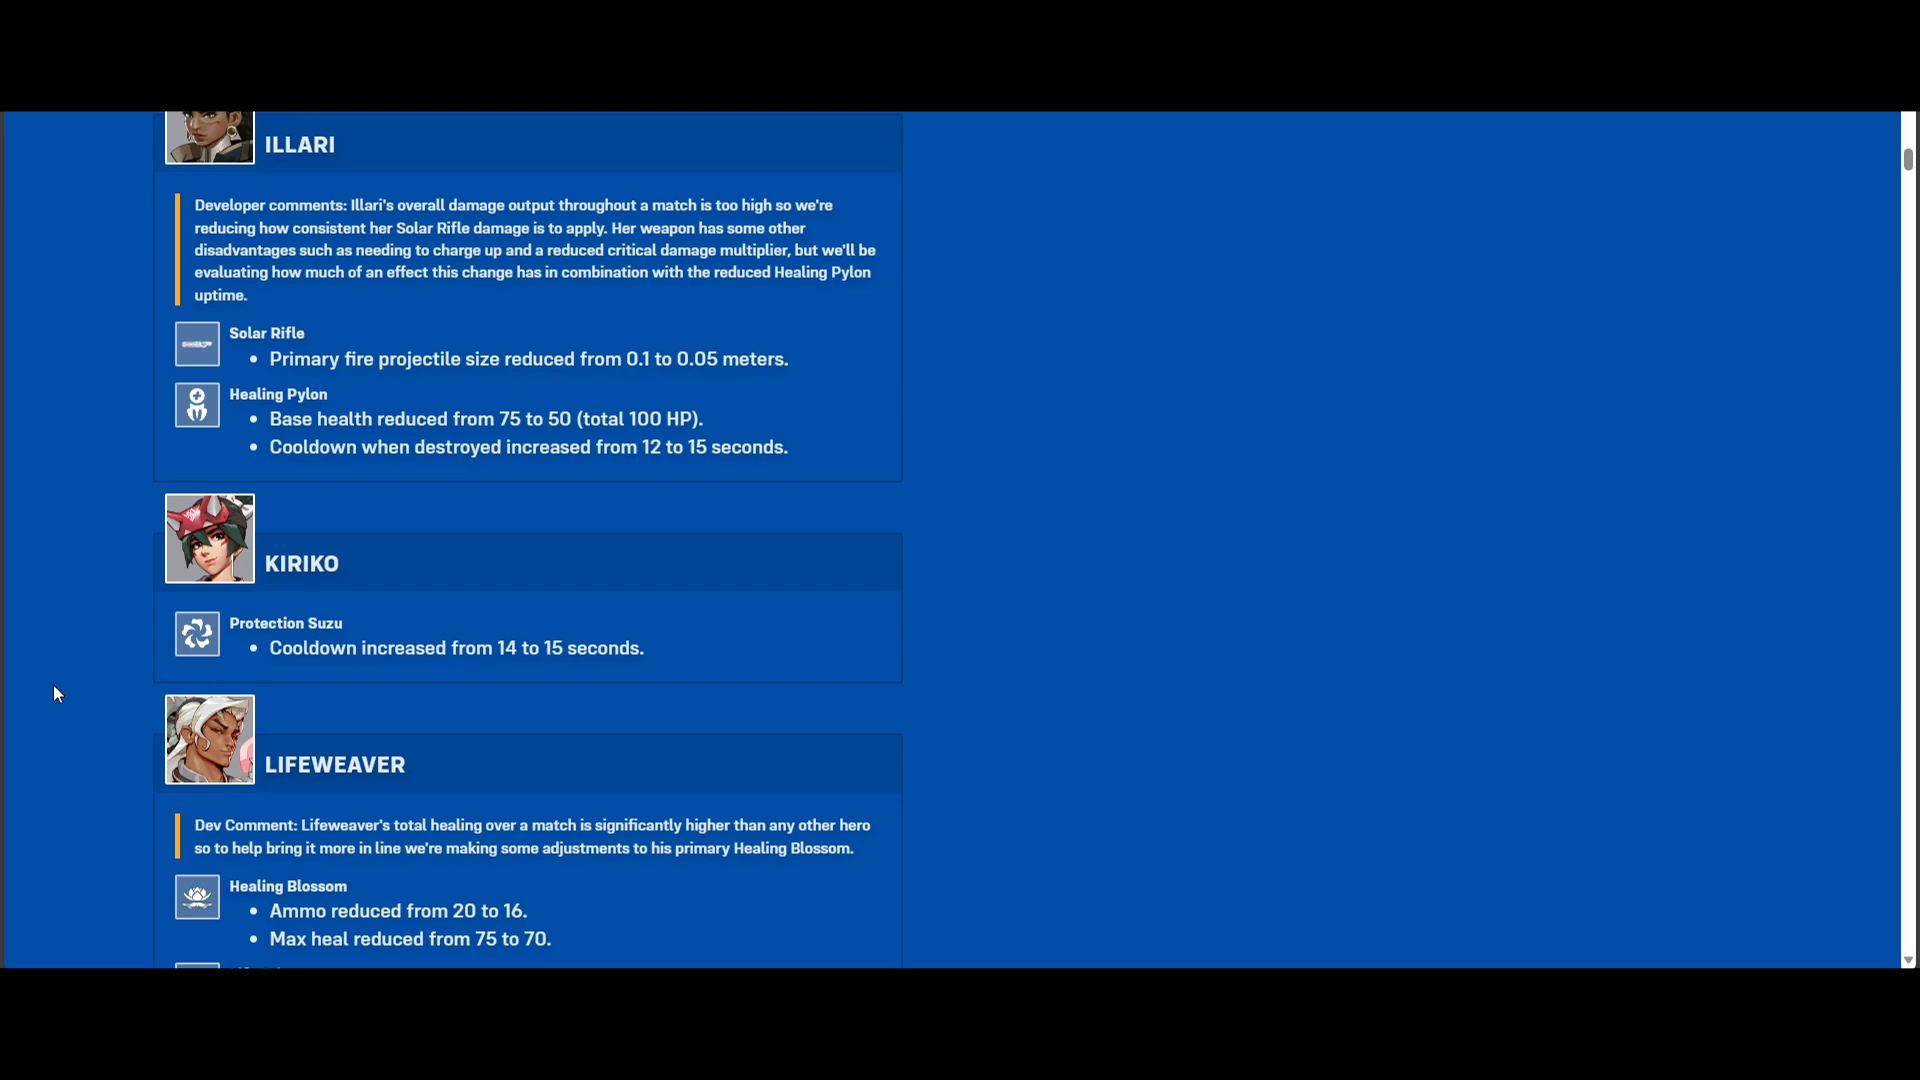 ILLARI
Developer comments: Illari's overall damage output throughout a match is too high so we're
reducing how consistent her Solar Rifle damage is to apply. Her weapon has some other
disadvantages such as needing to charge up and a reduced critical damage multiplier, but we'll be
evaluating how much of an effect this change has in combination with the reduced Healing Pylon
uptime.
Solar Rifle
• Primary fire projectile size reduced from 0.1 to 0.05 meters.
Healing Pylon
• Base health reduced from 75 to 50 (total 100 HP).
• Cooldown when destroyed increased from 12 to 15 seconds.
KIRIKO
Protection Suzu
• Cooldown increased from 14 to 15 seconds.
LIFEWEAVER
Dev Comment: Lifeweaver's total healing over a match is significantly higher than any other hero
so to help bring it more in line we're making some adjustments to his primary Healing Blossom.
Healing Blossom
• Ammo reduced from 20 to 16.
• Max heal reduced from 75 to 70.